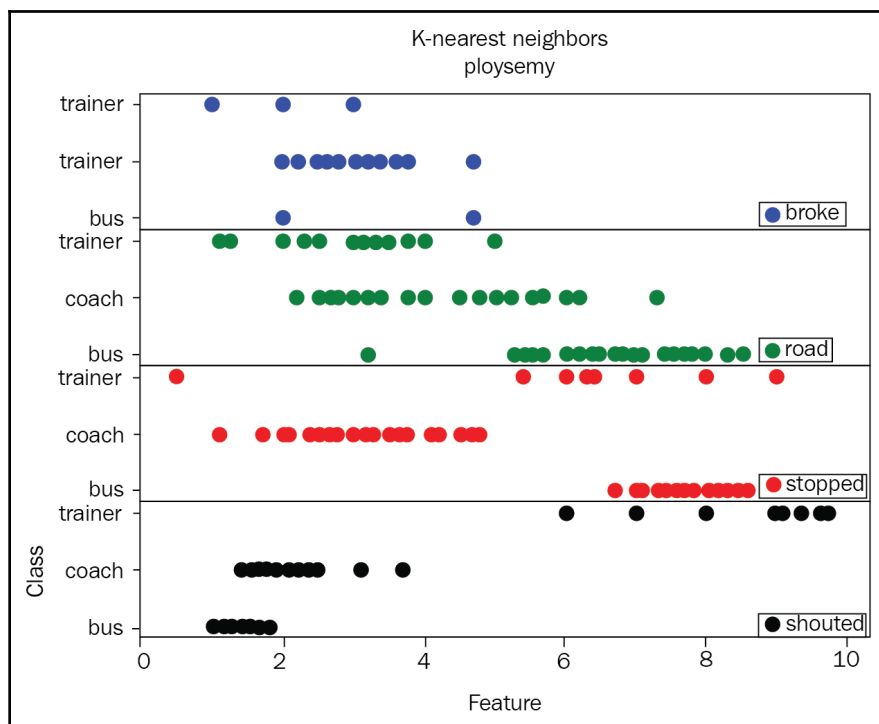 K-nearest neighbors
ploysemy
trainer
trainer
bus
broke
trainer
coach
bus
road
trainer
coach
bus
stopped
trainer
coach
bus
shouted
Class
0 2 4 6 8 10
Feature